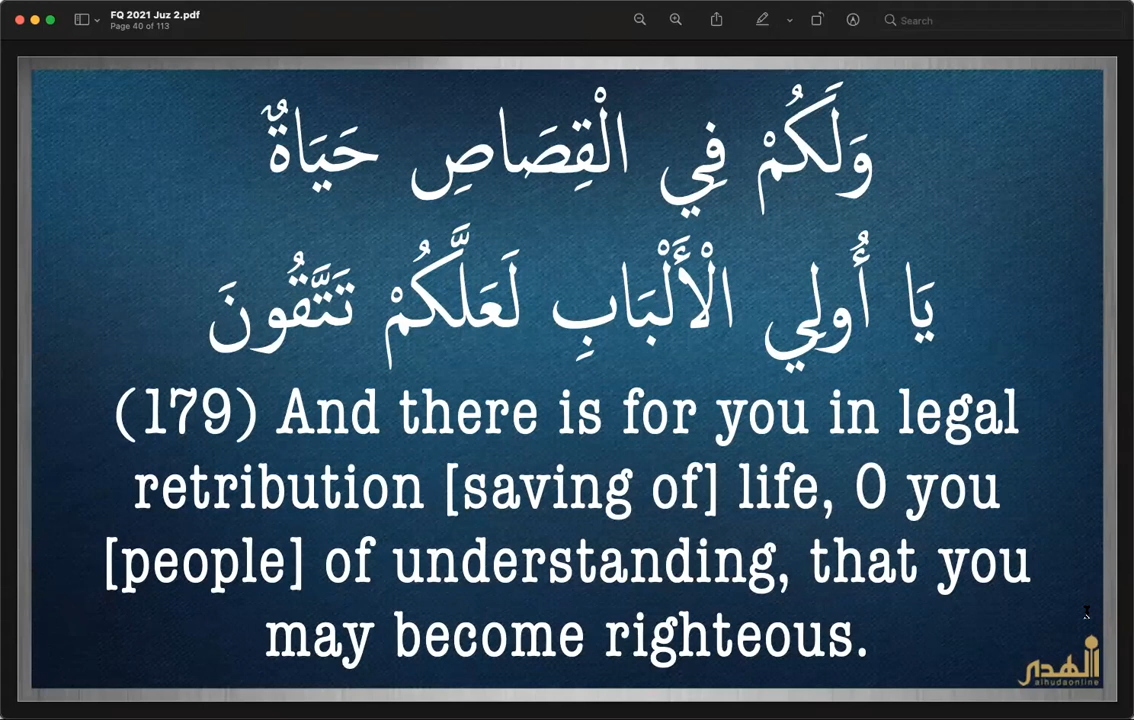 FQ 2021 Juz 2.pdf
Page 40 of 113
Search
وَلَكُمْ فِي الْقِصَاصِ حَيَاةٌ
يَا أُولِي الْأَلْبَابِ لَعَلَّكُمْ تَتَّقُونَ
(179) And there is for you in legal
retribution [saving of] life, O you
[people] of understanding, that you
may become righteous.
الهدى
alhudaonline